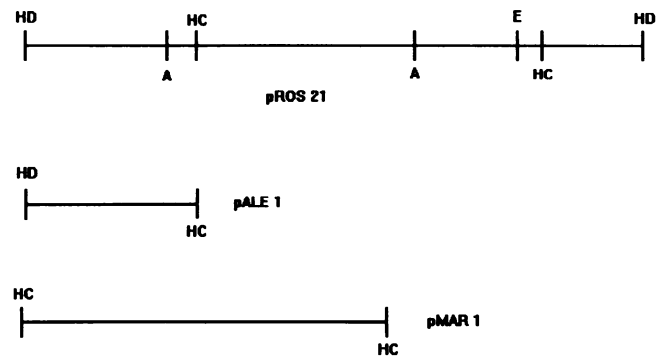 HD HC E HD
A A HC
pROS 21
HD
pALE 1
HC
HC
pMAR 1
HC